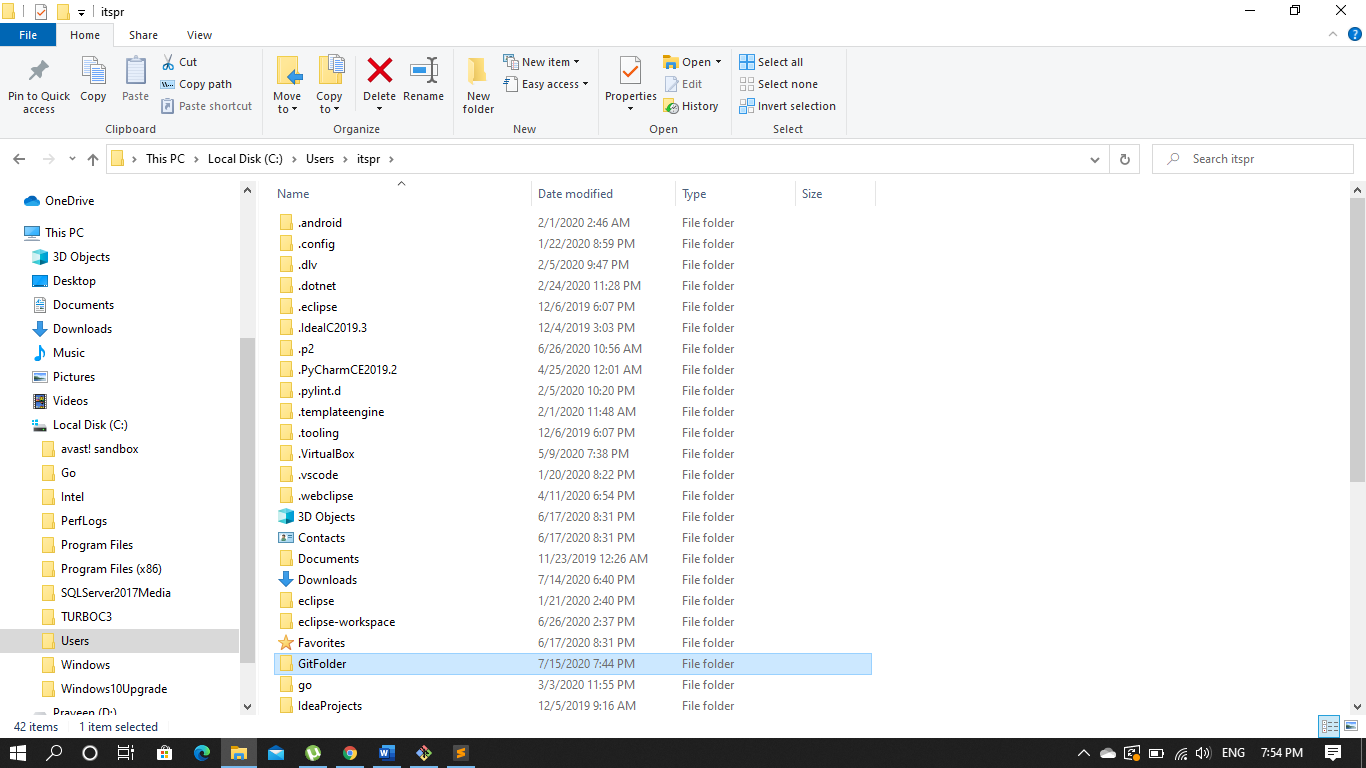 itspr
File Home Share View
Pin to Quick access
Copy
Paste
Cut
Copy path
Paste shortcut
Clipboard
Move to
Copy to
Delete
Rename
Organize
New folder
New item
Easy access
New
Properties
Open
Edit
History
Open
Select all
Select none
Invert selection
Select
This PC Local Disk (C:) Users itspr
Search itspr
OneDrive
This PC
3D Objects
Desktop
Documents
Downloads
Music
Pictures
Videos
Local Disk (C:)
avast! sandbox
Go
Intel
PerfLogs
Program Files
Program Files (x86)
SQLServer2017Media
TURBOC3
Users
Windows
Windows10Upgrade
Praveen (D:)
Name Date modified Type Size
.android 2/1/2020 2:46 AM File folder
.config 1/22/2020 8:59 PM File folder
.dlv 2/5/2020 9:47 PM File folder
.dotnet 2/24/2020 11:28 PM File folder
.eclipse 12/6/2019 6:07 PM File folder
.IdeaIC2019.3 12/4/2019 3:03 PM File folder
.p2 6/26/2020 10:56 AM File folder
.PyCharmCE2019.2 4/25/2020 12:01 AM File folder
.pylint.d 2/5/2020 10:20 PM File folder
.templateengine 2/1/2020 11:48 AM File folder
.tooling 12/6/2019 6:07 PM File folder
.VirtualBox 5/9/2020 7:38 PM File folder
.vscode 1/20/2020 8:22 PM File folder
.webclipse 4/11/2020 6:54 PM File folder
3D Objects 6/17/2020 8:31 PM File folder
Contacts 6/17/2020 8:31 PM File folder
Documents 11/23/2019 12:26 AM File folder
Downloads 7/14/2020 6:40 PM File folder
eclipse 1/21/2020 2:40 PM File folder
eclipse-workspace 6/26/2020 2:37 PM File folder
Favorites 6/17/2020 8:31 PM File folder
GitFolder 7/15/2020 7:44 PM File folder
go 3/3/2020 11:55 PM File folder
IdeaProjects 12/5/2019 9:16 AM File folder
42 items 1 item selected
ENG 7:54 PM